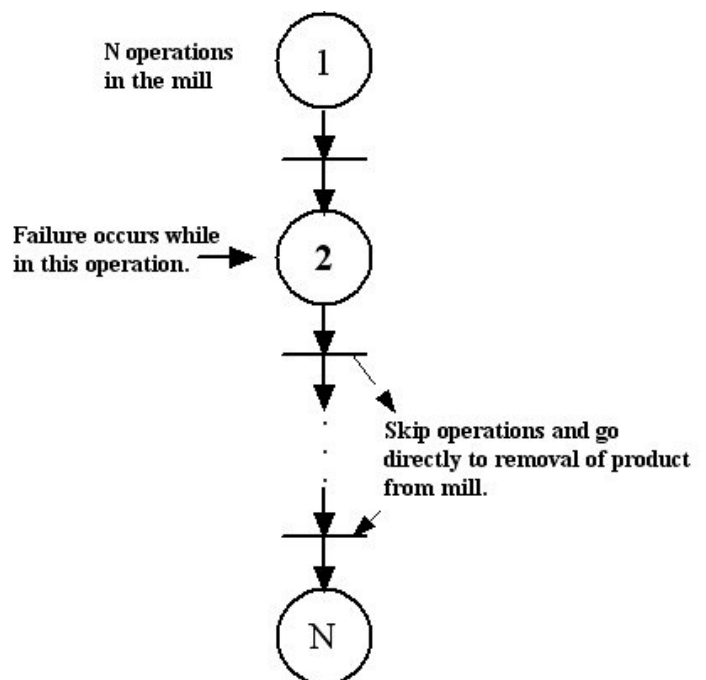 N operations
in the mill
1
Failure occurs while
in this operation.
2
Skip operations and go
directly to removal of product
from mill.
N